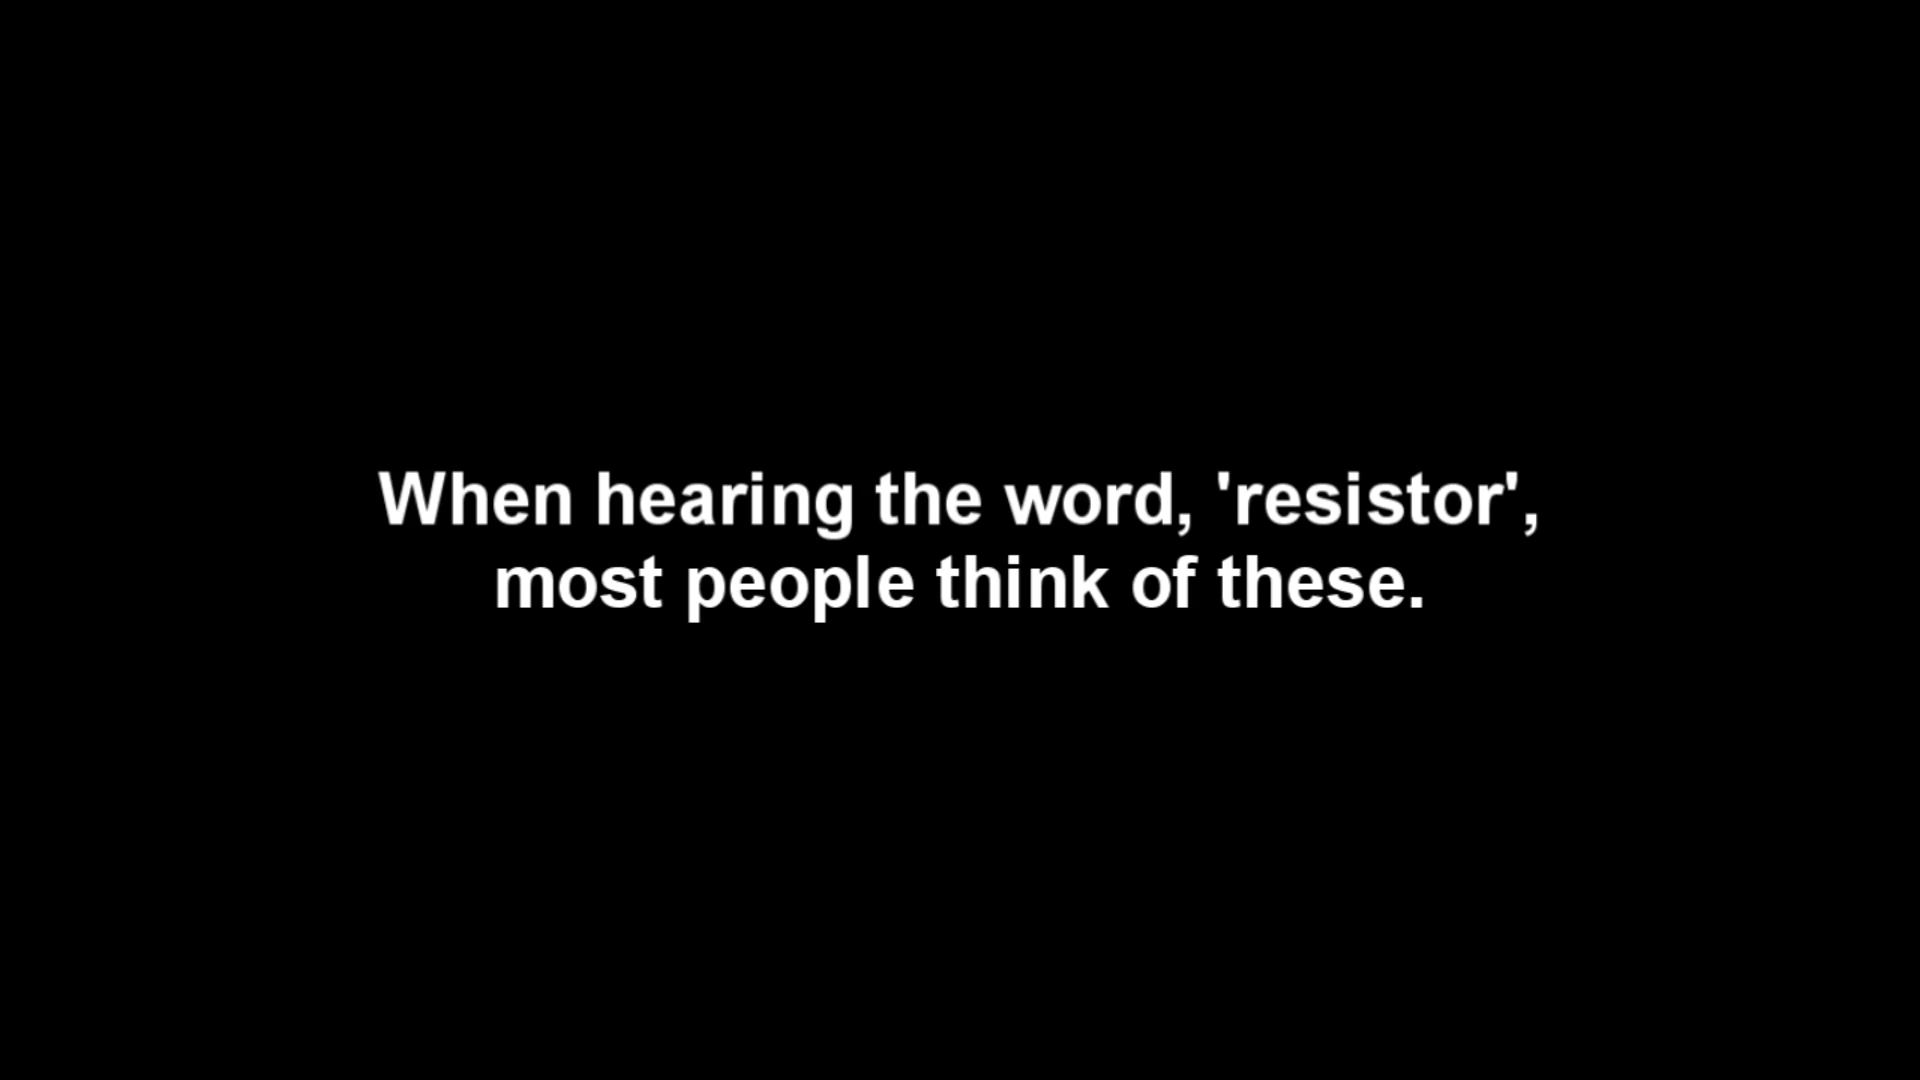 When hearing the word, 'resistor',
most people think of these.